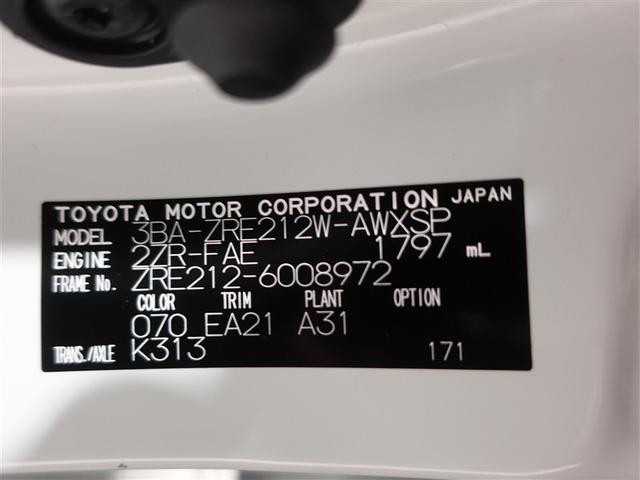 TOYOTA MOTOR CORPORATION JAPAN
MODEL 3BA-ZRE212W-AWXSP
ENGINE 2ZR-FAE 1797 mL
FRAME No. ZRE212-6008972
COLOR TRIM PLANT OPTION
070 EA21 A31
TRANS./AXLE K313 171